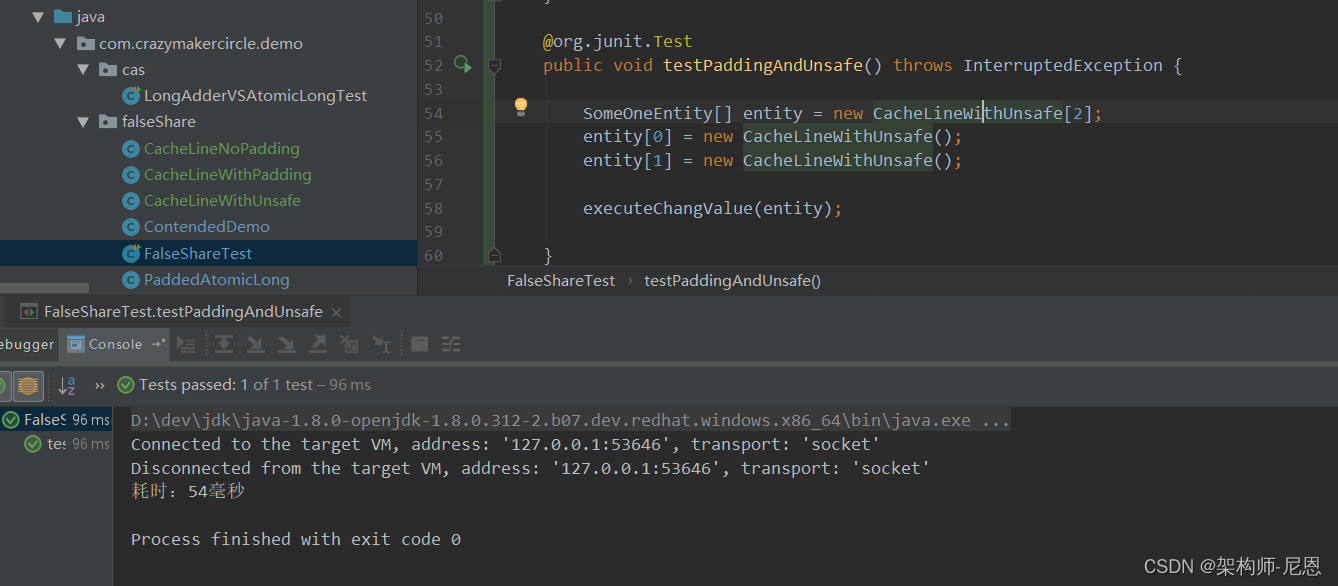 java
com.crazymakercircle.demo
cas
LongAdderVSAtomicLongTest
falseShare
CacheLineNoPadding
CacheLineWithPadding
CacheLineWithUnsafe
ContendedDemo
FalseShareTest
PaddedAtomicLong
50 }
51 @org.junit.Test
52 public void testPaddingAndUnsafe() throws InterruptedException {
53
54 SomeOneEntity[] entity = new CacheLineWithUnsafe[2];
55 entity[0] = new CacheLineWithUnsafe();
56 entity[1] = new CacheLineWithUnsafe();
57
58 executeChangValue(entity);
59
60 }
FalseShareTest › testPaddingAndUnsafe()
FalseShareTest.testPaddingAndUnsafe ×
ebugger Console
» Tests passed: 1 of 1 test – 96 ms
FalseS 96 ms
tes 96 ms
D:\dev\jdk\java-1.8.0-openjdk-1.8.0.312-2.b07.dev.redhat.windows.x86_64\bin\java.exe ...
Connected to the target VM, address: '127.0.0.1:53646', transport: 'socket'
Disconnected from the target VM, address: '127.0.0.1:53646', transport: 'socket'
耗时：54毫秒
Process finished with exit code 0
CSDN @架构师-尼恩